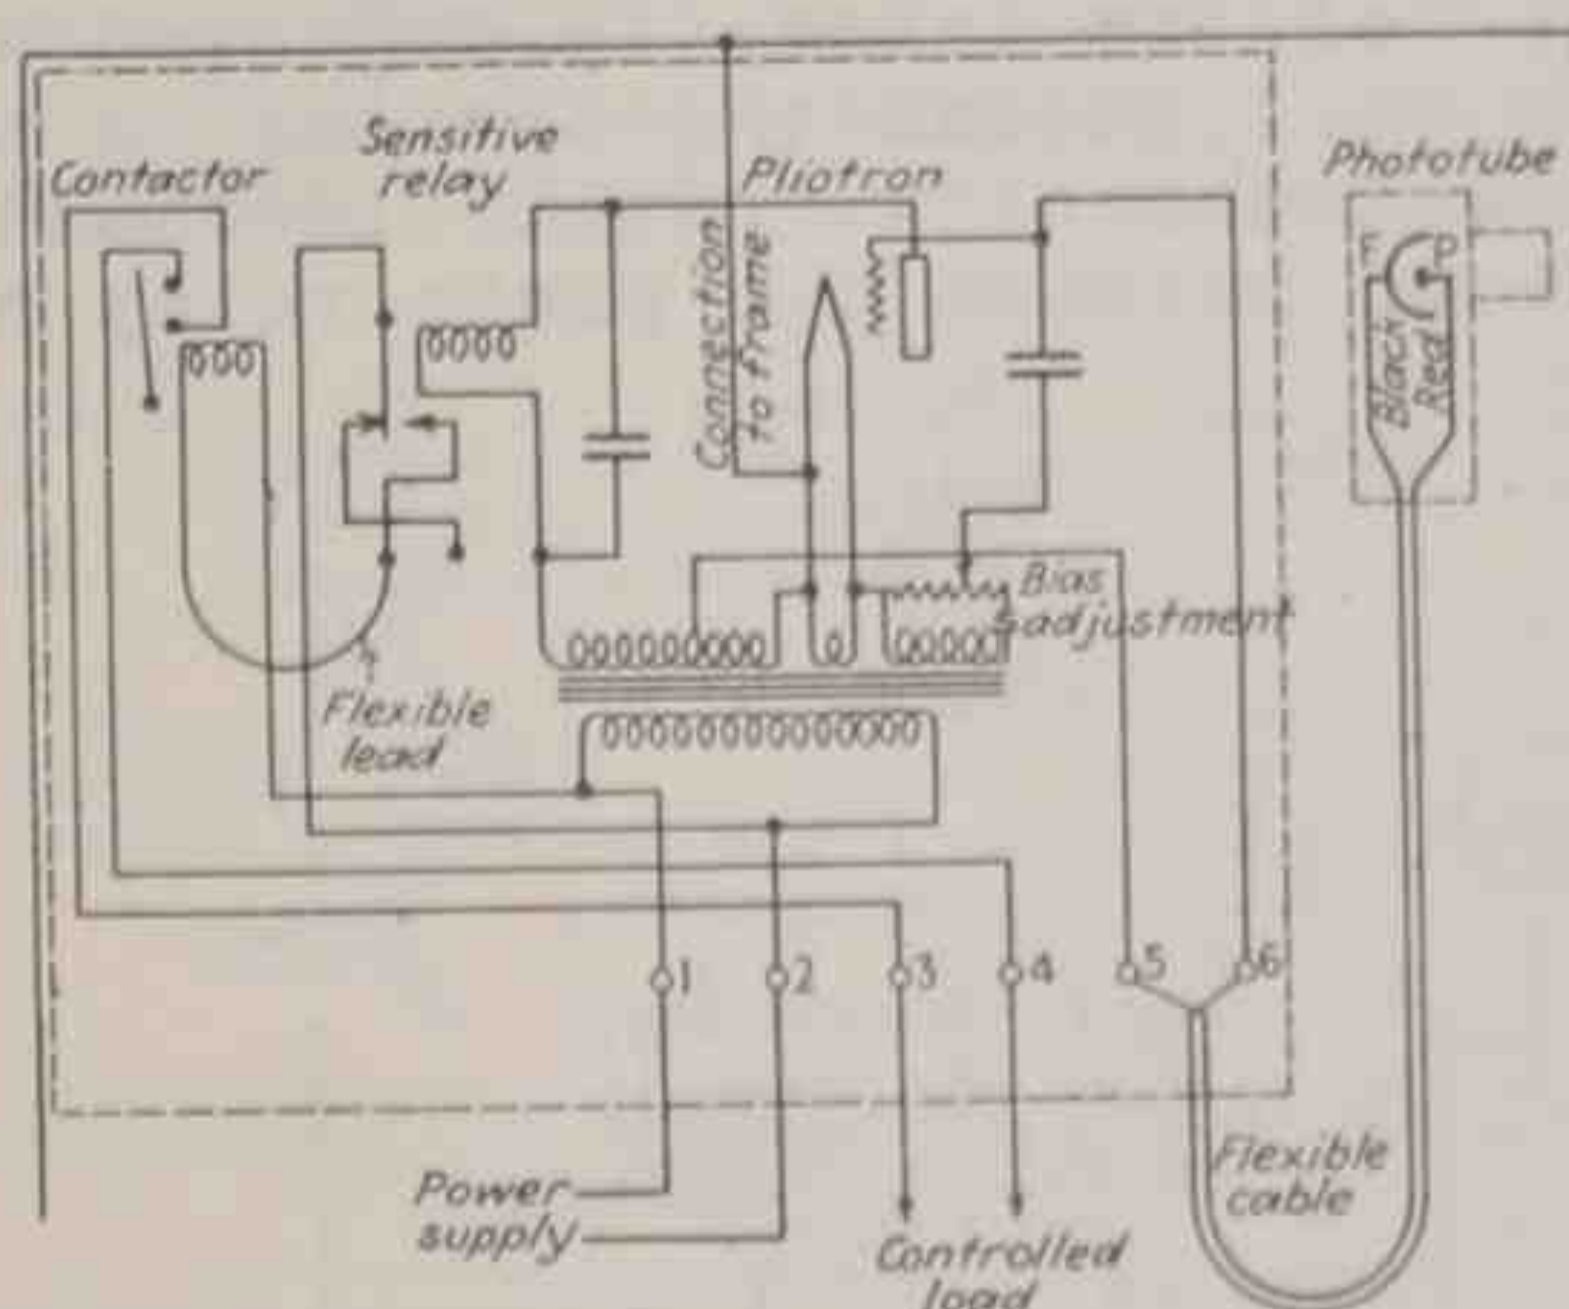 Sensitive
relay
Contactor
Pliotron
Phototube
Connection
to frame
F
P
Black
Red
Bias
adjustment
Flexible
lead
1
2
3
4
5
6
Power
supply
Controlled
load
Flexible
cable